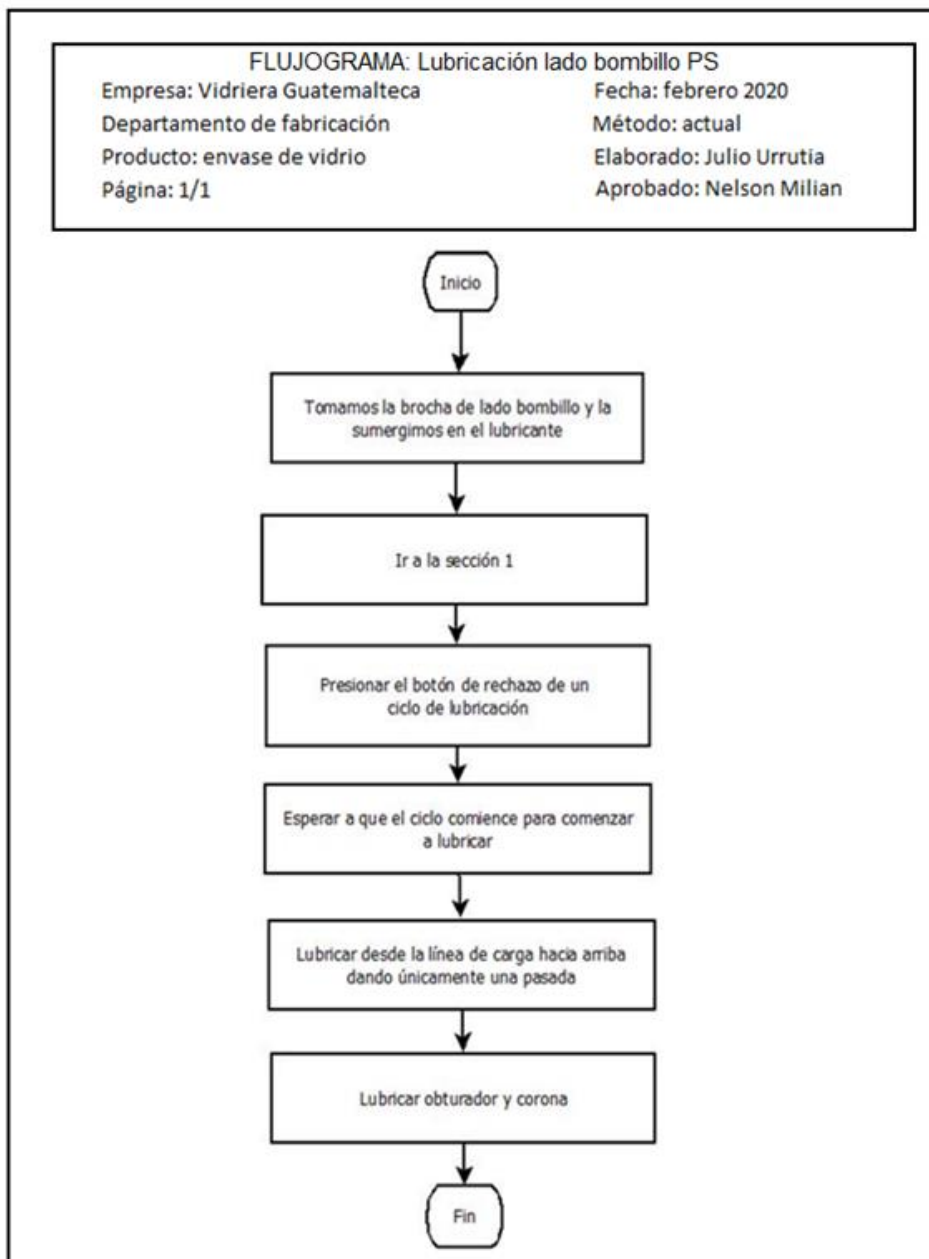 FLUJOGRAMA: Lubricación lado bombillo PS
Empresa: Vidriera Guatemalteca
Fecha: febrero 2020
Departamento de fabricación
Método: actual
Producto: envase de vidrio
Elaborado: Julio Urrutia
Página: 1/1
Aprobado: Nelson Milian
Inicio
Tomamos la brocha de lado bombillo y la
sumergimos en el lubricante
Ir a la sección 1
Presionar el botón de rechazo de un
ciclo de lubricación
Esperar a que el ciclo comience para comenzar
a lubricar
Lubricar desde la línea de carga hacia arriba
dando únicamente una pasada
Lubricar obturador y corona
Fin